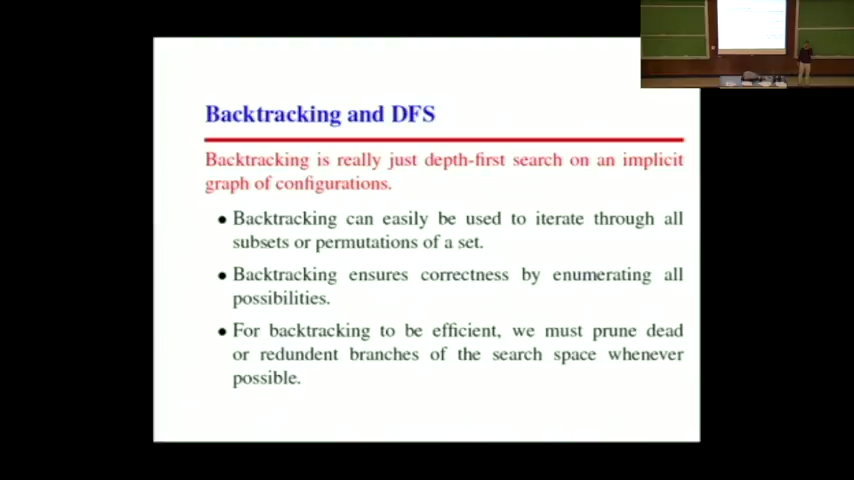 Backtracking and DFS
Backtracking is really just depth-first search on an implicit
graph of configurations.
• Backtracking can easily be used to iterate through all
subsets or permutations of a set.
• Backtracking ensures correctness by enumerating all
possibilities.
• For backtracking to be efficient, we must prune dead
or redundent branches of the search space whenever
possible.